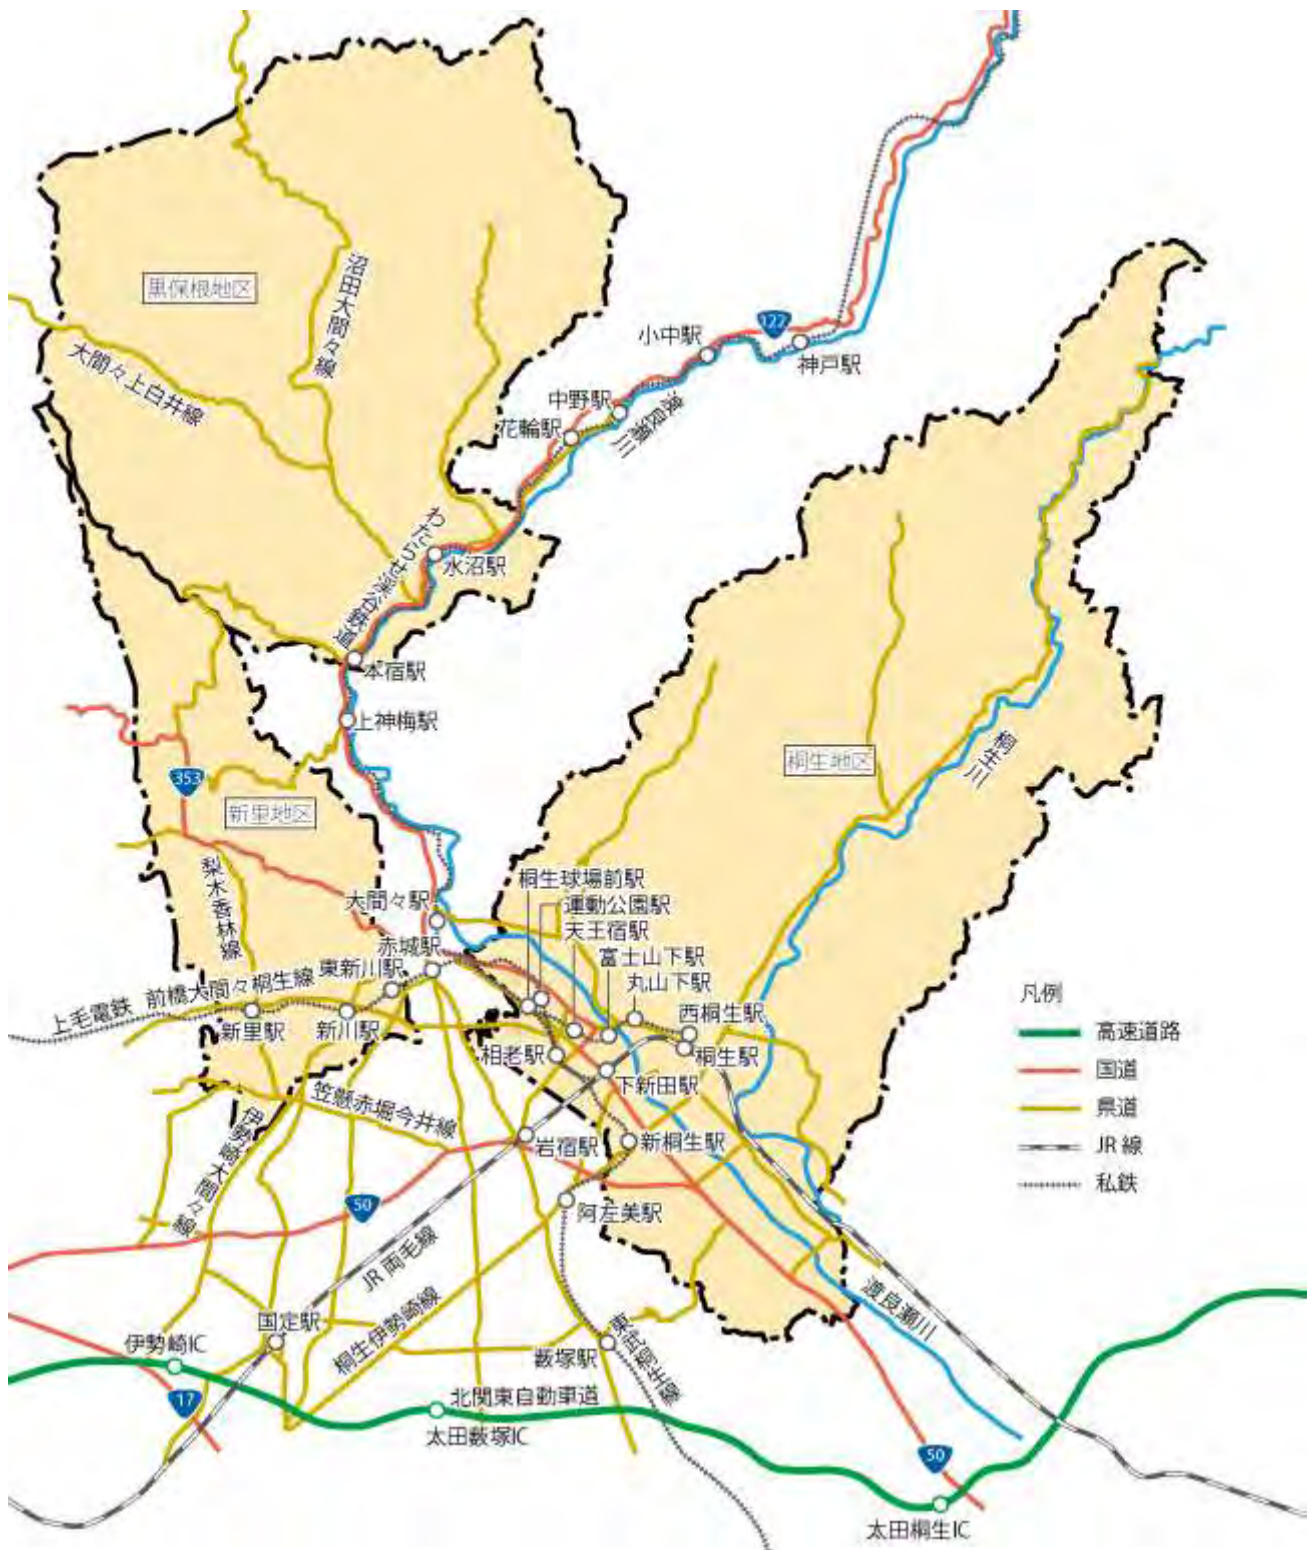 黒保根地区
沼田大間々線
大間々上白井線
122
小中駅
神戸駅
中野駅
花輪駅
渡良瀬川
わたらせ渓谷鉄道
水沼駅
本宿駅
上神梅駅
桐生地区
桐生川
353
新里地区
梨木香林線
大間々駅
赤城駅
東新川駅
桐生球場前駅
運動公園駅
天王宿駅
富士山下駅
丸山下駅
西桐生駅
桐生駅
上毛電鉄
前橋大間々桐生線
新里駅
新川駅
相老駅
下新田駅
笠懸赤堀今井線
伊勢崎大間々線
岩宿駅
新桐生駅
50
阿左美駅
JR両毛線
国定駅
桐生伊勢崎線
藪塚駅
東武桐生線
渡良瀬川
伊勢崎IC
17
北関東自動車道
太田藪塚IC
50
太田桐生IC
凡例
高速道路
国道
県道
JR線
私鉄